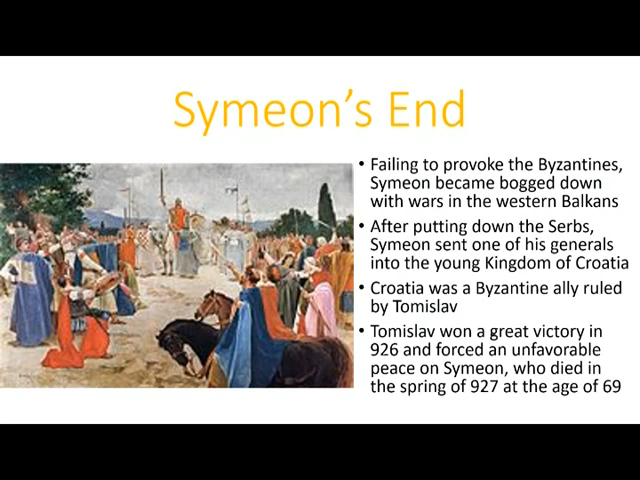 Symeon’s End
• Failing to provoke the Byzantines,
Symeon became bogged down
with wars in the western Balkans
• After putting down the Serbs,
Symeon sent one of his generals
into the young Kingdom of Croatia
• Croatia was a Byzantine ally ruled
by Tomislav
• Tomislav won a great victory in
926 and forced an unfavorable
peace on Symeon, who died in
the spring of 927 at the age of 69